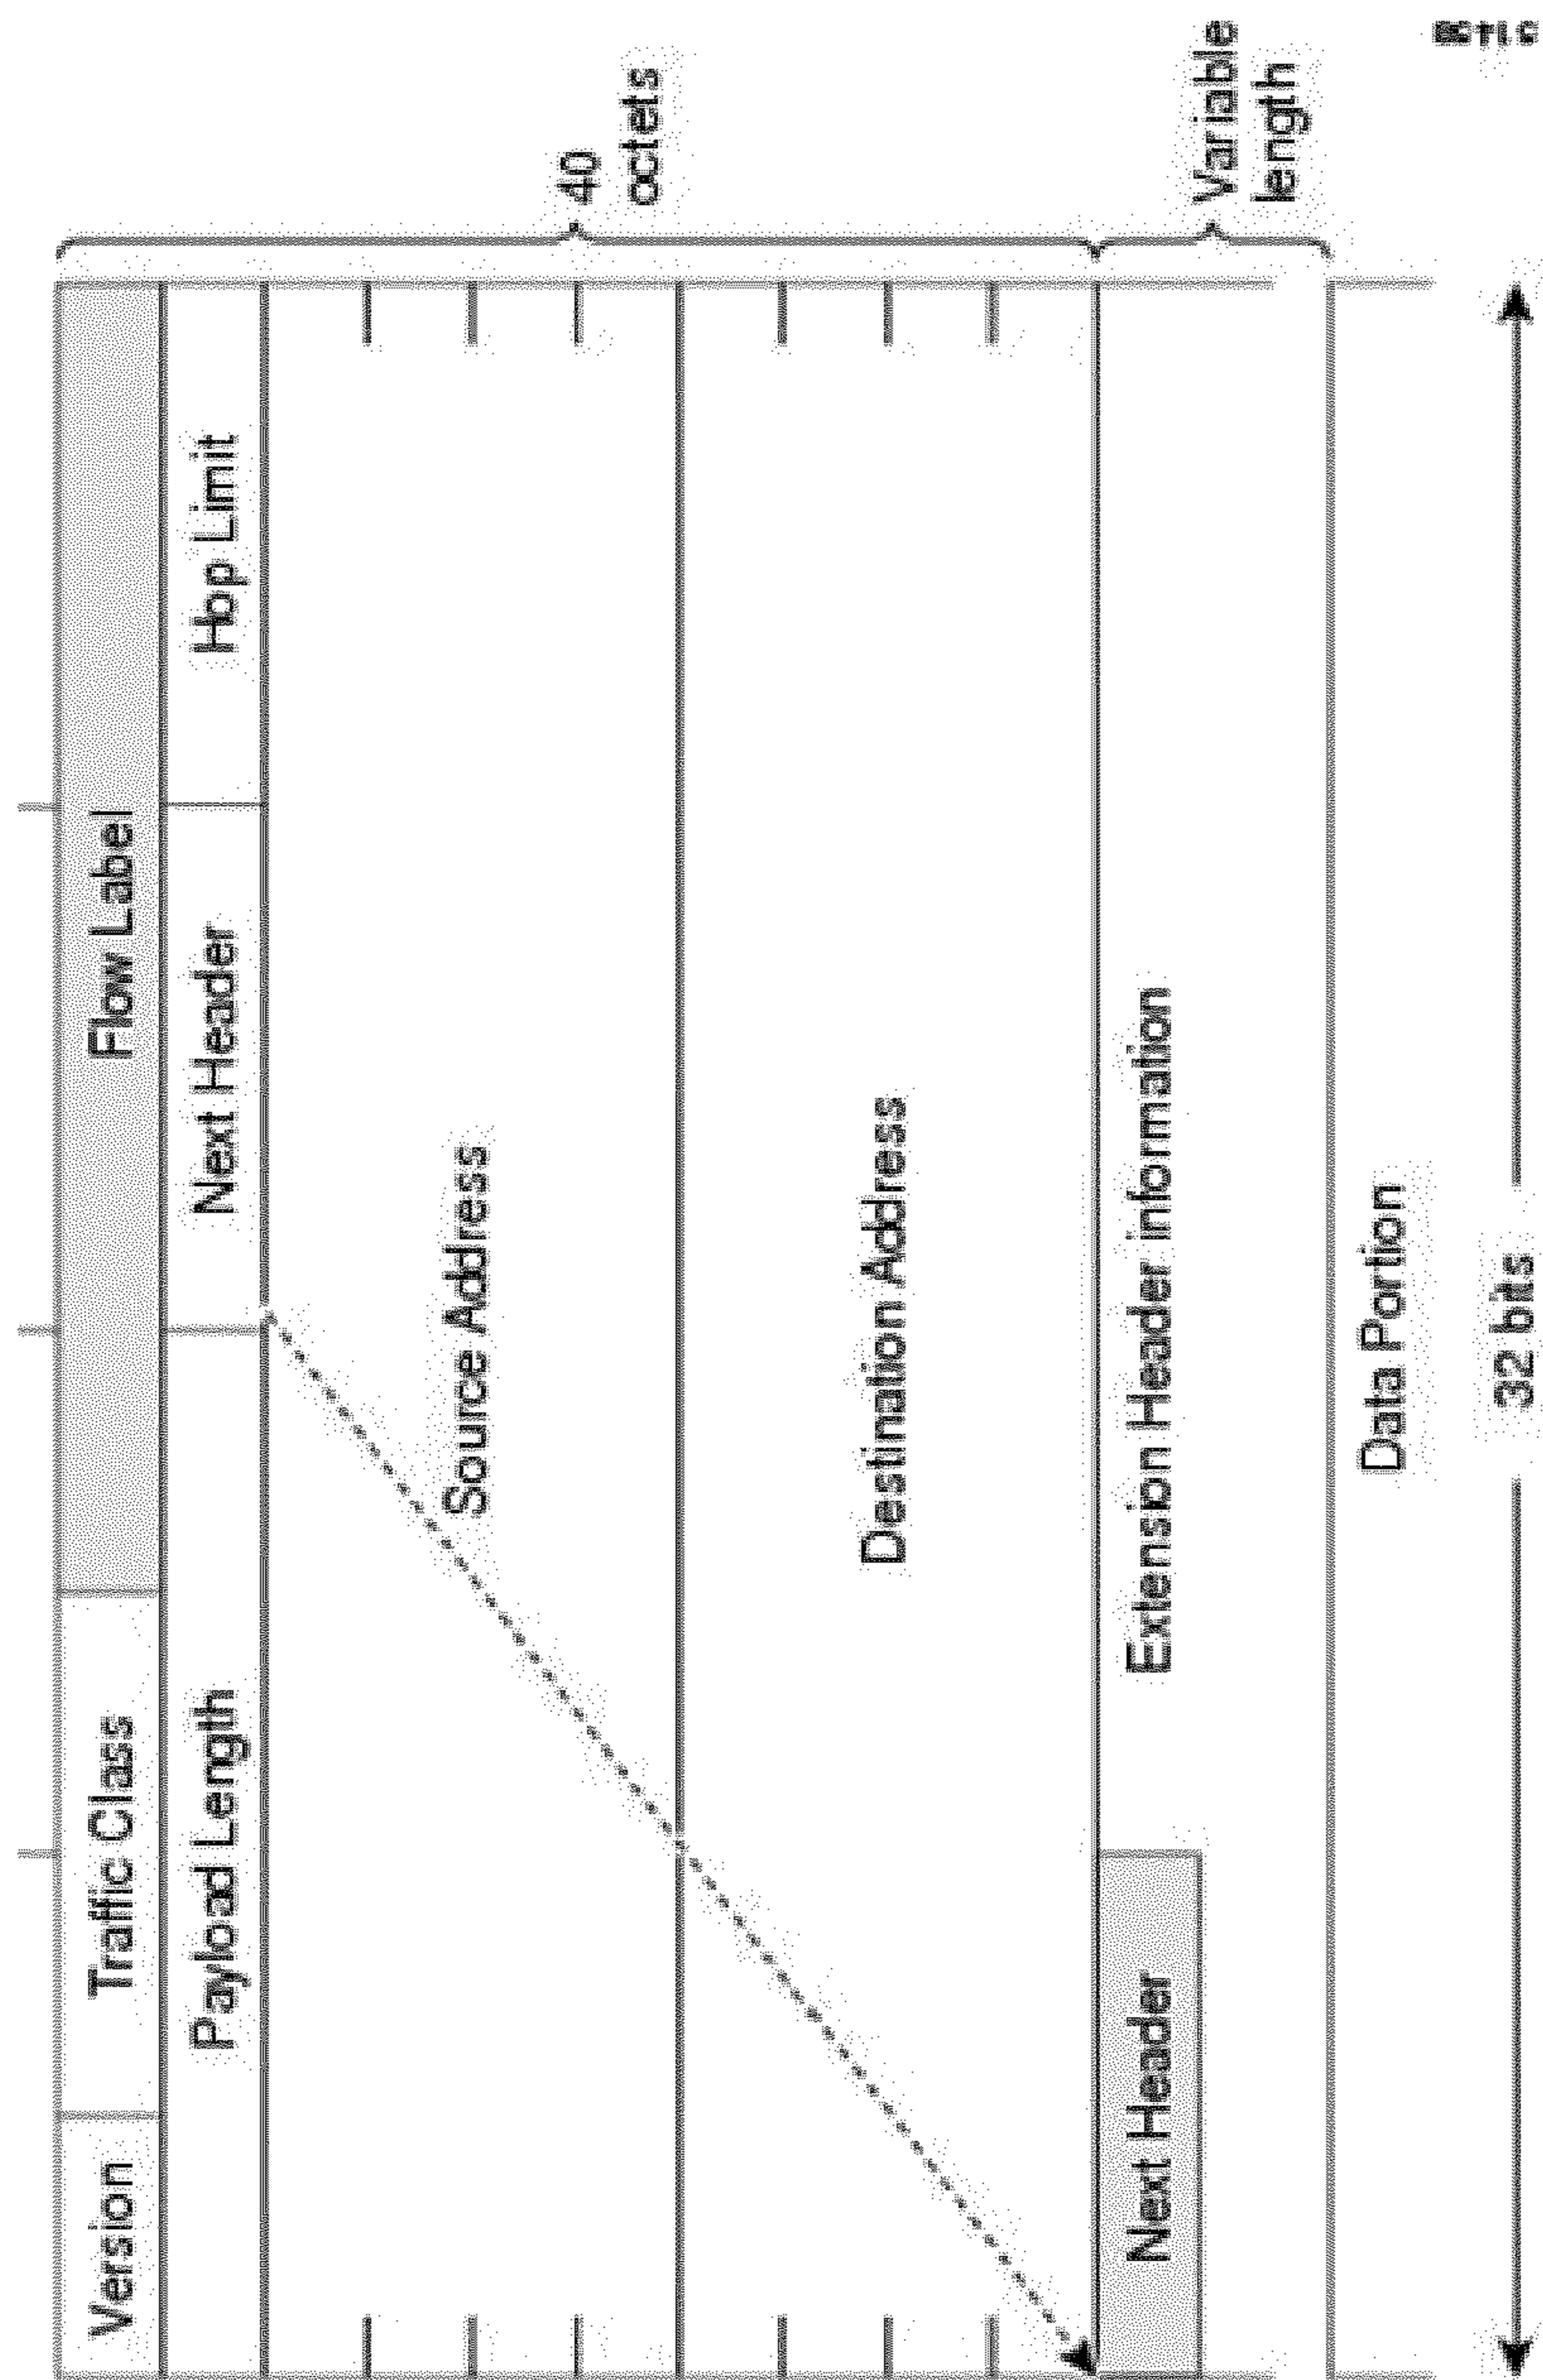 Version
Traffic Class
Flow Label
Payload Length
Next Header
Hop Limit
Source Address
Destination Address
40
octets
Next Header
Extension Header information
Variable
length
Data Portion
32 bits